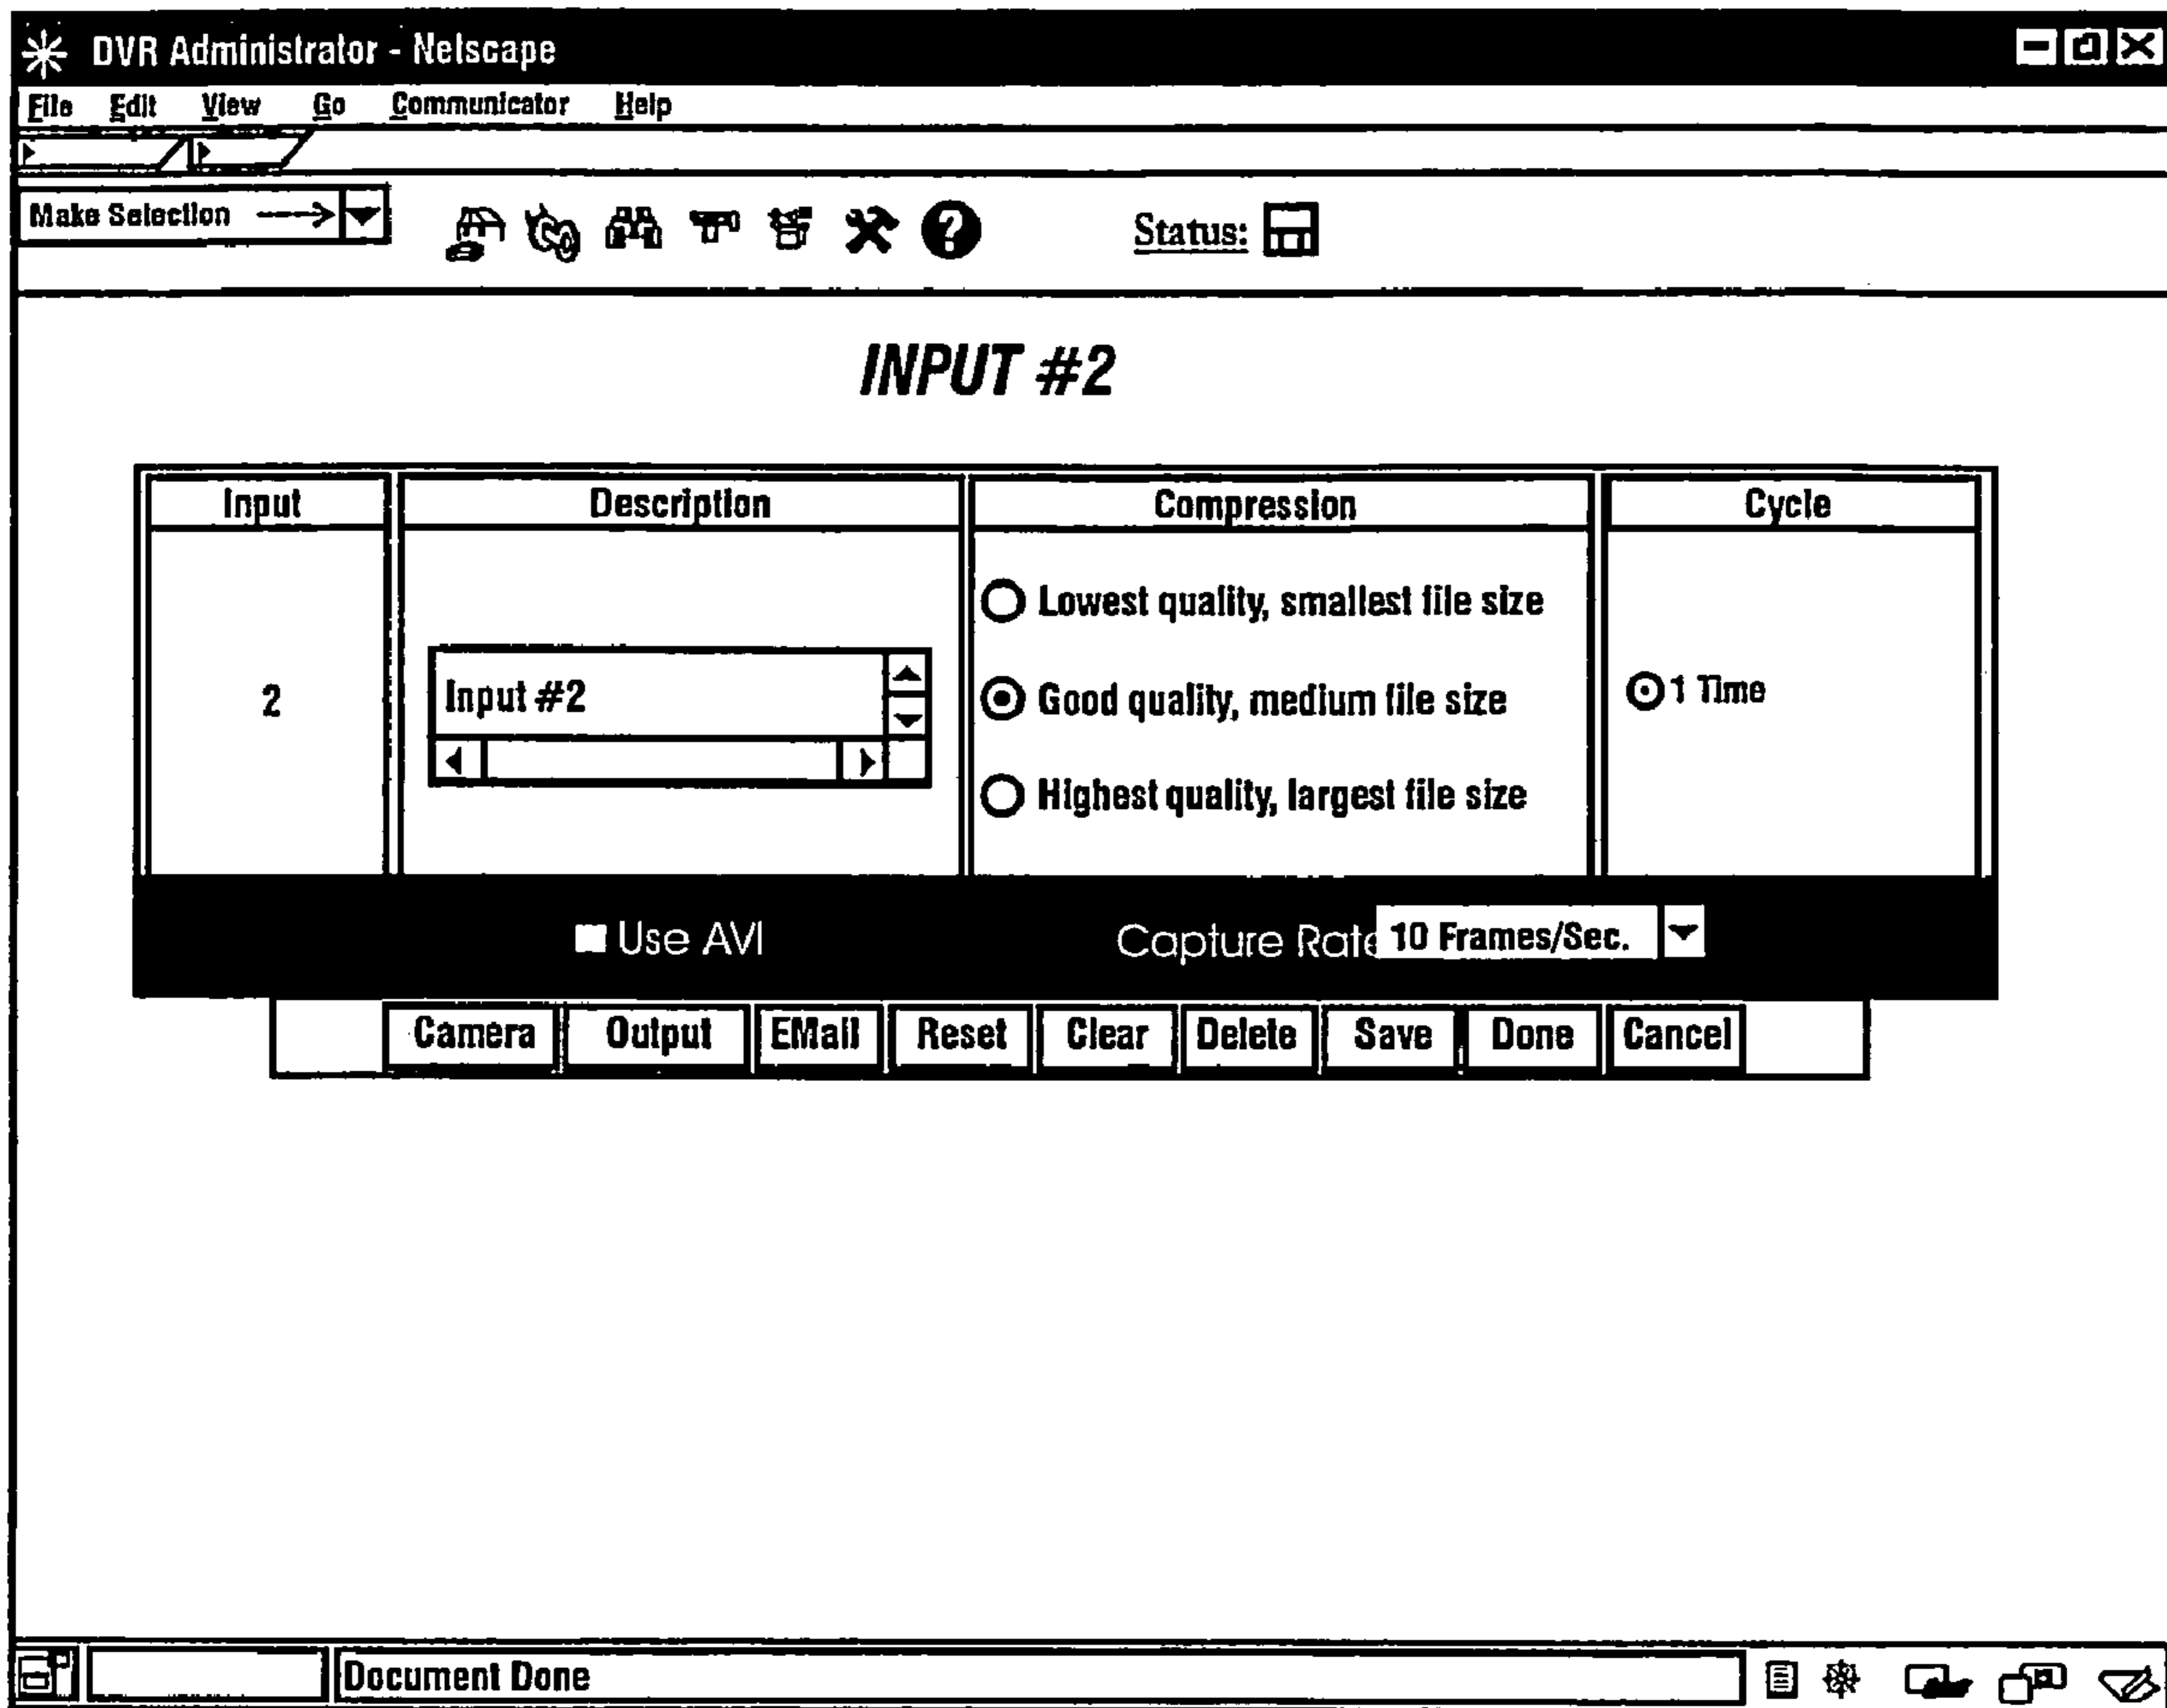 DVR Administrator - Netscape
File Edit View Go Communicator Help
Make Selection
Status:
INPUT #2
Input Description Compression Cycle
Lowest quality, smallest file size
2 Input #2 Good quality, medium file size 1 Time
Highest quality, largest file size
Use AVI Capture Rate 10 Frames/Sec.
Camera Output EMail Reset Clear Delete Save Done Cancel
Document Done